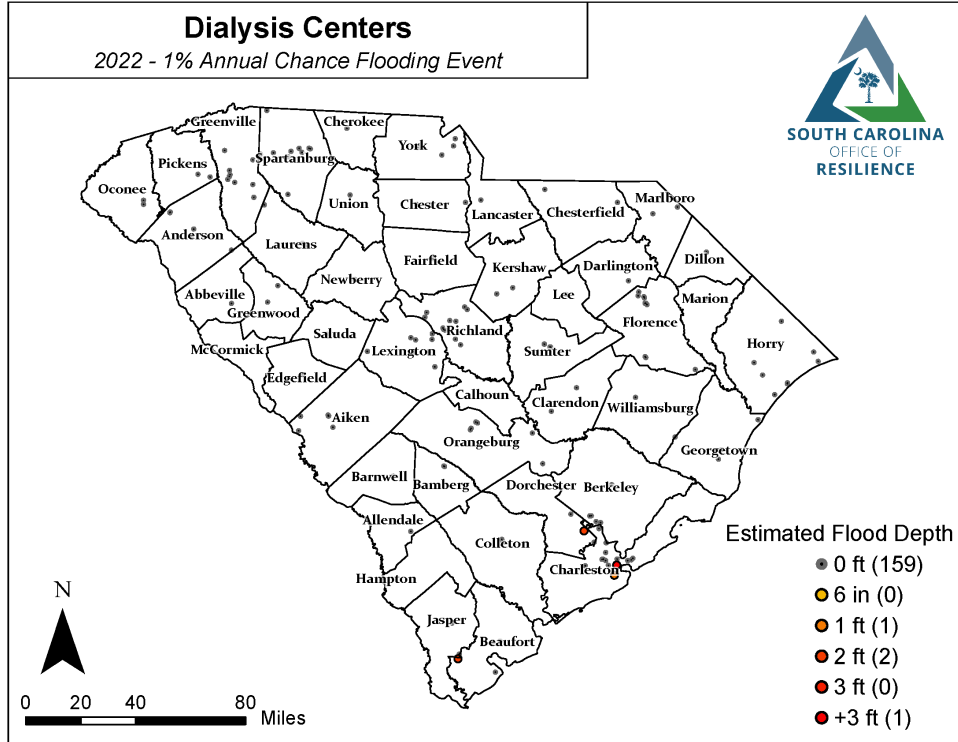 Dialysis Centers
2022 - 1% Annual Chance Flooding Event
SOUTH CAROLINA
OFFICE OF
RESILIENCE
Greenville
Cherokee
York
Pickens
Spartanburg
Oconee
Union
Chester
Lancaster
Chesterfield
Marlboro
Anderson
Laurens
Fairfield
Kershaw
Darlington
Dillon
Newberry
Lee
Abbeville
Greenwood
Marion
Saluda
Richland
Florence
McCormick
Lexington
Sumter
Horry
Edgefield
Calhoun
Clarendon
Williamsburg
Aiken
Orangeburg
Georgetown
Barnwell
Bamberg
Dorchester
Berkeley
Allendale
Colleton
Charleston
Hampton
Jasper
Beaufort
Estimated Flood Depth
0 ft (159)
6 in (0)
1 ft (1)
2 ft (2)
3 ft (0)
+3 ft (1)
N
0 20 40 80
Miles